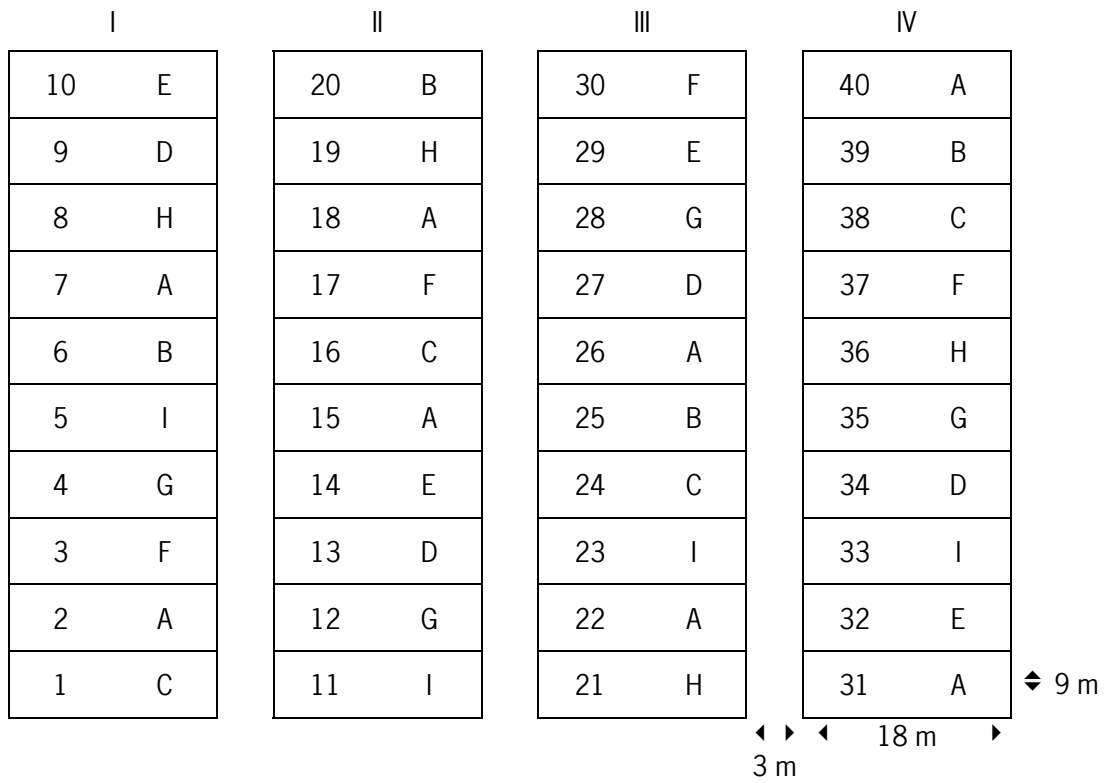 I II III IV
10 E 20 B 30 F 40 A
9 D 19 H 29 E 39 B
8 H 18 A 28 G 38 C
7 A 17 F 27 D 37 F
6 B 16 C 26 A 36 H
5 I 15 A 25 B 35 G
4 G 14 E 24 C 34 D
3 F 13 D 23 I 33 I
2 A 12 G 22 A 32 E
1 C 11 I 21 H 31 A 9 m
18 m
3 m